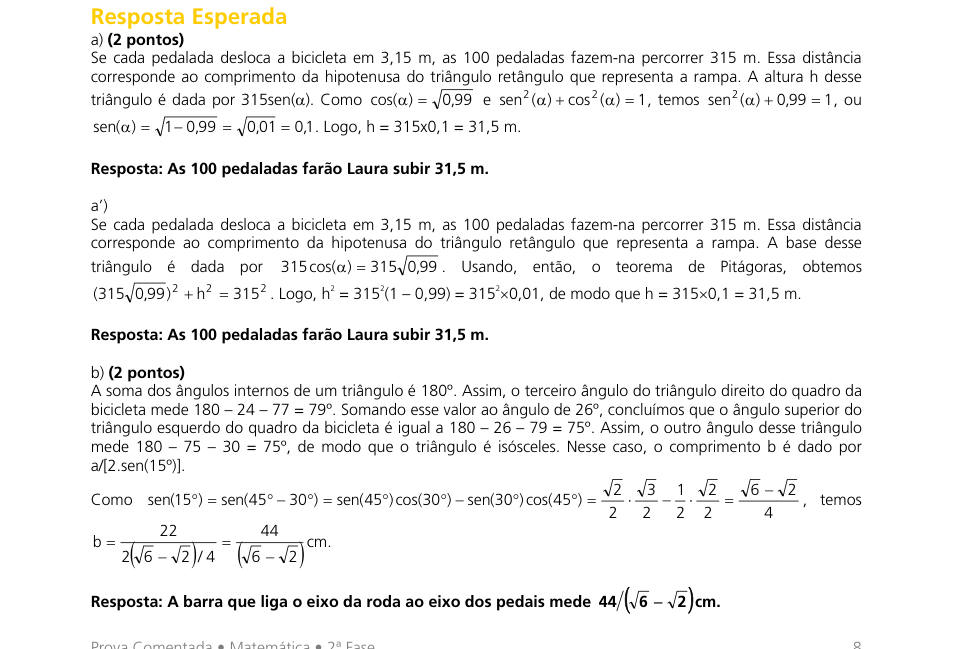 Resposta Esperada
a) (2 pontos)
Se cada pedalada desloca a bicicleta em 3,15 m, as 100 pedaladas fazem-na percorrer 315 m. Essa distância
corresponde ao comprimento da hipotenusa do triângulo retângulo que representa a rampa. A altura h desse
triângulo é dada por 315sen(α). Como cos(α) = √0,99 e sen²(α) + cos²(α) = 1, temos sen²(α) + 0,99 = 1, ou
sen(α) = √1 – 0,99 = √0,01 = 0,1. Logo, h = 315x0,1 = 31,5 m.
Resposta: As 100 pedaladas farão Laura subir 31,5 m.
a’)
Se cada pedalada desloca a bicicleta em 3,15 m, as 100 pedaladas fazem-na percorrer 315 m. Essa distância
corresponde ao comprimento da hipotenusa do triângulo retângulo que representa a rampa. A base desse
triângulo é dada por 315 cos(α) = 315√0,99 . Usando, então, o teorema de Pitágoras, obtemos
(315√0,99)² + h² = 315² . Logo, h² = 315²(1 – 0,99) = 315²×0,01, de modo que h = 315×0,1 = 31,5 m.
Resposta: As 100 pedaladas farão Laura subir 31,5 m.
b) (2 pontos)
A soma dos ângulos internos de um triângulo é 180º. Assim, o terceiro ângulo do triângulo direito do quadro da
bicicleta mede 180 – 24 – 77 = 79º. Somando esse valor ao ângulo de 26º, concluímos que o ângulo superior do
triângulo esquerdo do quadro da bicicleta é igual a 180 – 26 – 79 = 75º. Assim, o outro ângulo desse triângulo
mede 180 – 75 – 30 = 75º, de modo que o triângulo é isósceles. Nesse caso, o comprimento b é dado por
a/[2.sen(15º)].
Como sen(15°) = sen(45° – 30°) = sen(45°) cos(30°) – sen(30°) cos(45°) = √2/2 · √3/2 – 1/2 · √2/2 = (√6 – √2)/4 , temos
b = 22/(2(√6 – √2)/4) = 44/(√6 – √2) cm.
Resposta: A barra que liga o eixo da roda ao eixo dos pedais mede 44/(√6 – √2)cm.
Prova Comentada • Matemática • 2ª Fase 8